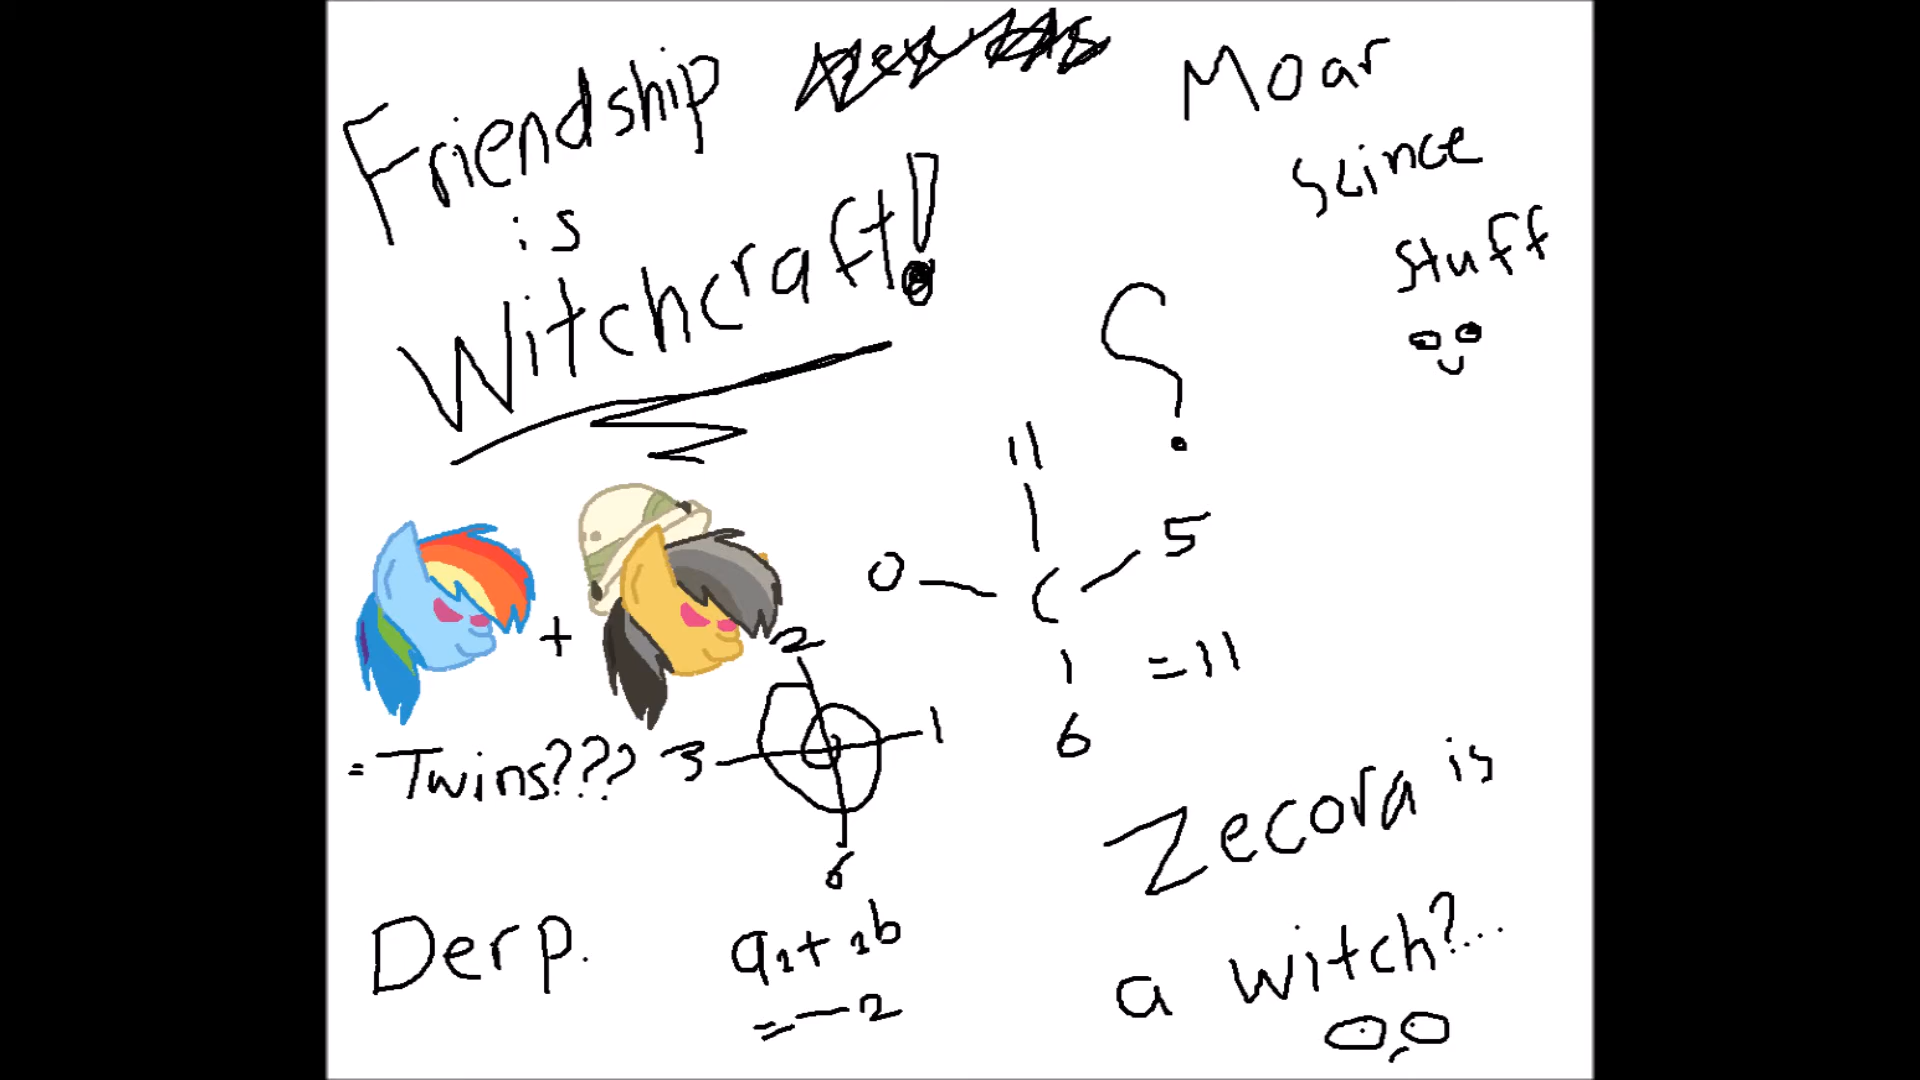 Friendship
is
Witchcraft!
Moar
Scince
Stuff
?
11
0 - C - 5
1 =11
6
+
= Twins???
2
3 1
6
Derp.
a₂+₂b
=-2
Zecora is
a witch?...